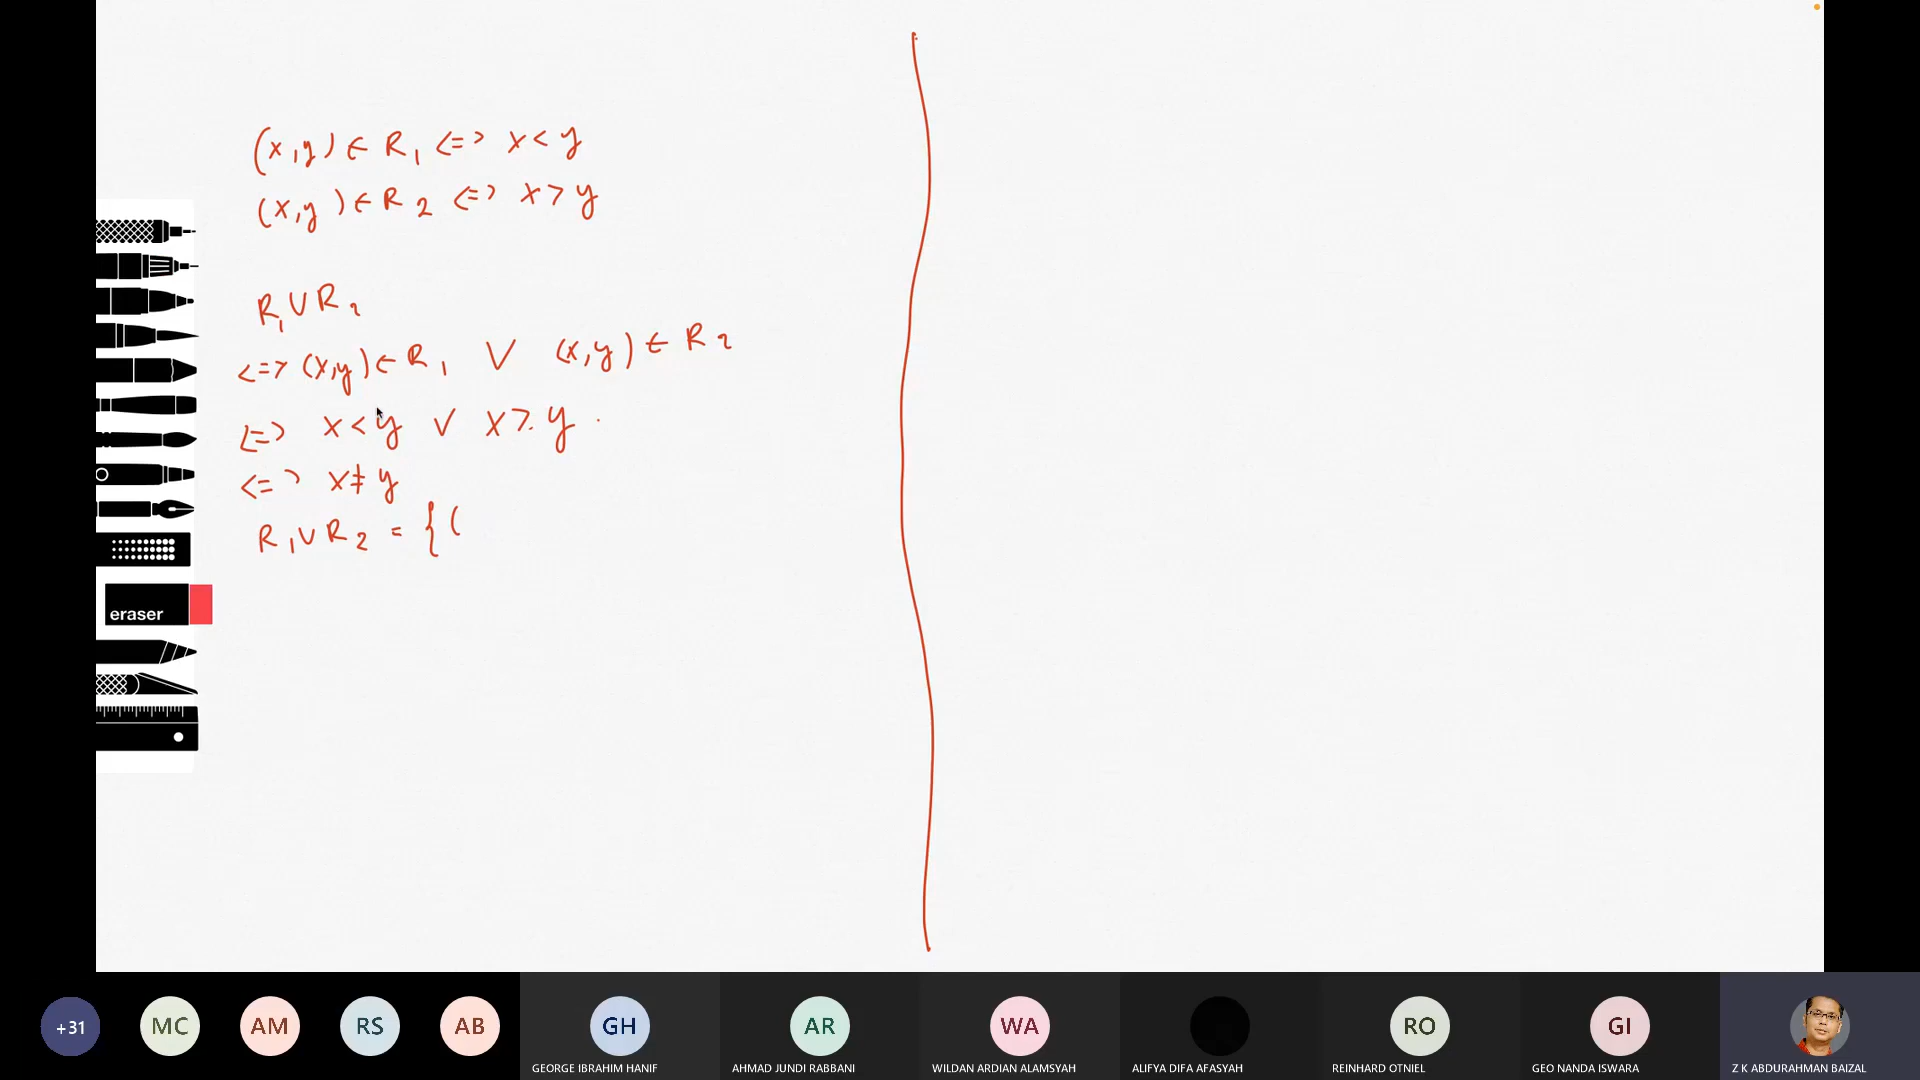 (x,y) ∈ R₁ <=> x < y
(x,y) ∈ R₂ <=> x > y
R₁ ∪ R₂
<=> (x,y) ∈ R₁ ∨ (x,y) ∈ R₂
<=> x < y ∨ x > y
<=> x ≠ y
R₁ ∪ R₂ = { (
eraser
+31
MC
AM
RS
AB
GH
AR
WA
RO
GI
GEORGE IBRAHIM HANIF
AHMAD JUNDI RABBANI
WILDAN ARDIAN ALAMSYAH
ALIFYA DIFA AFASYAH
REINHARD OTNIEL
GEO NANDA ISWARA
Z K ABDURAHMAN BAIZAL